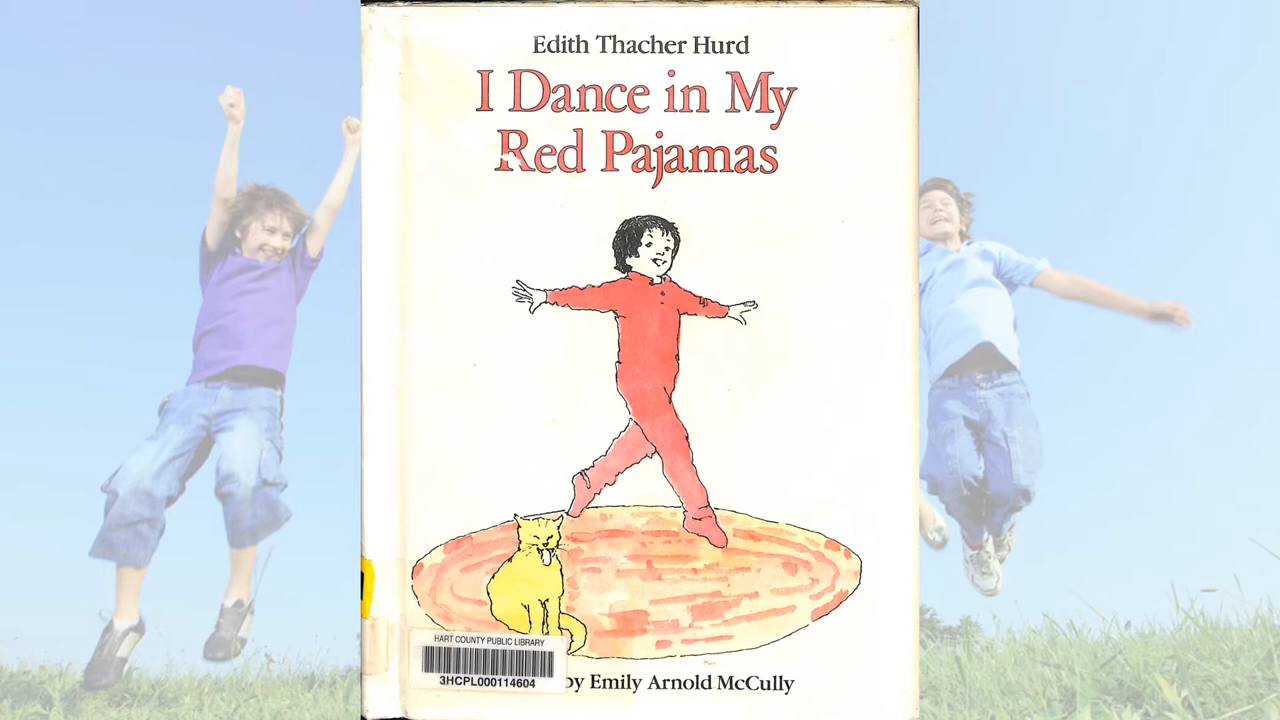 Edith Thacher Hurd
I Dance in My
Red Pajamas
HART COUNTY PUBLIC LIBRARY
3HCPL000114604
by Emily Arnold McCully